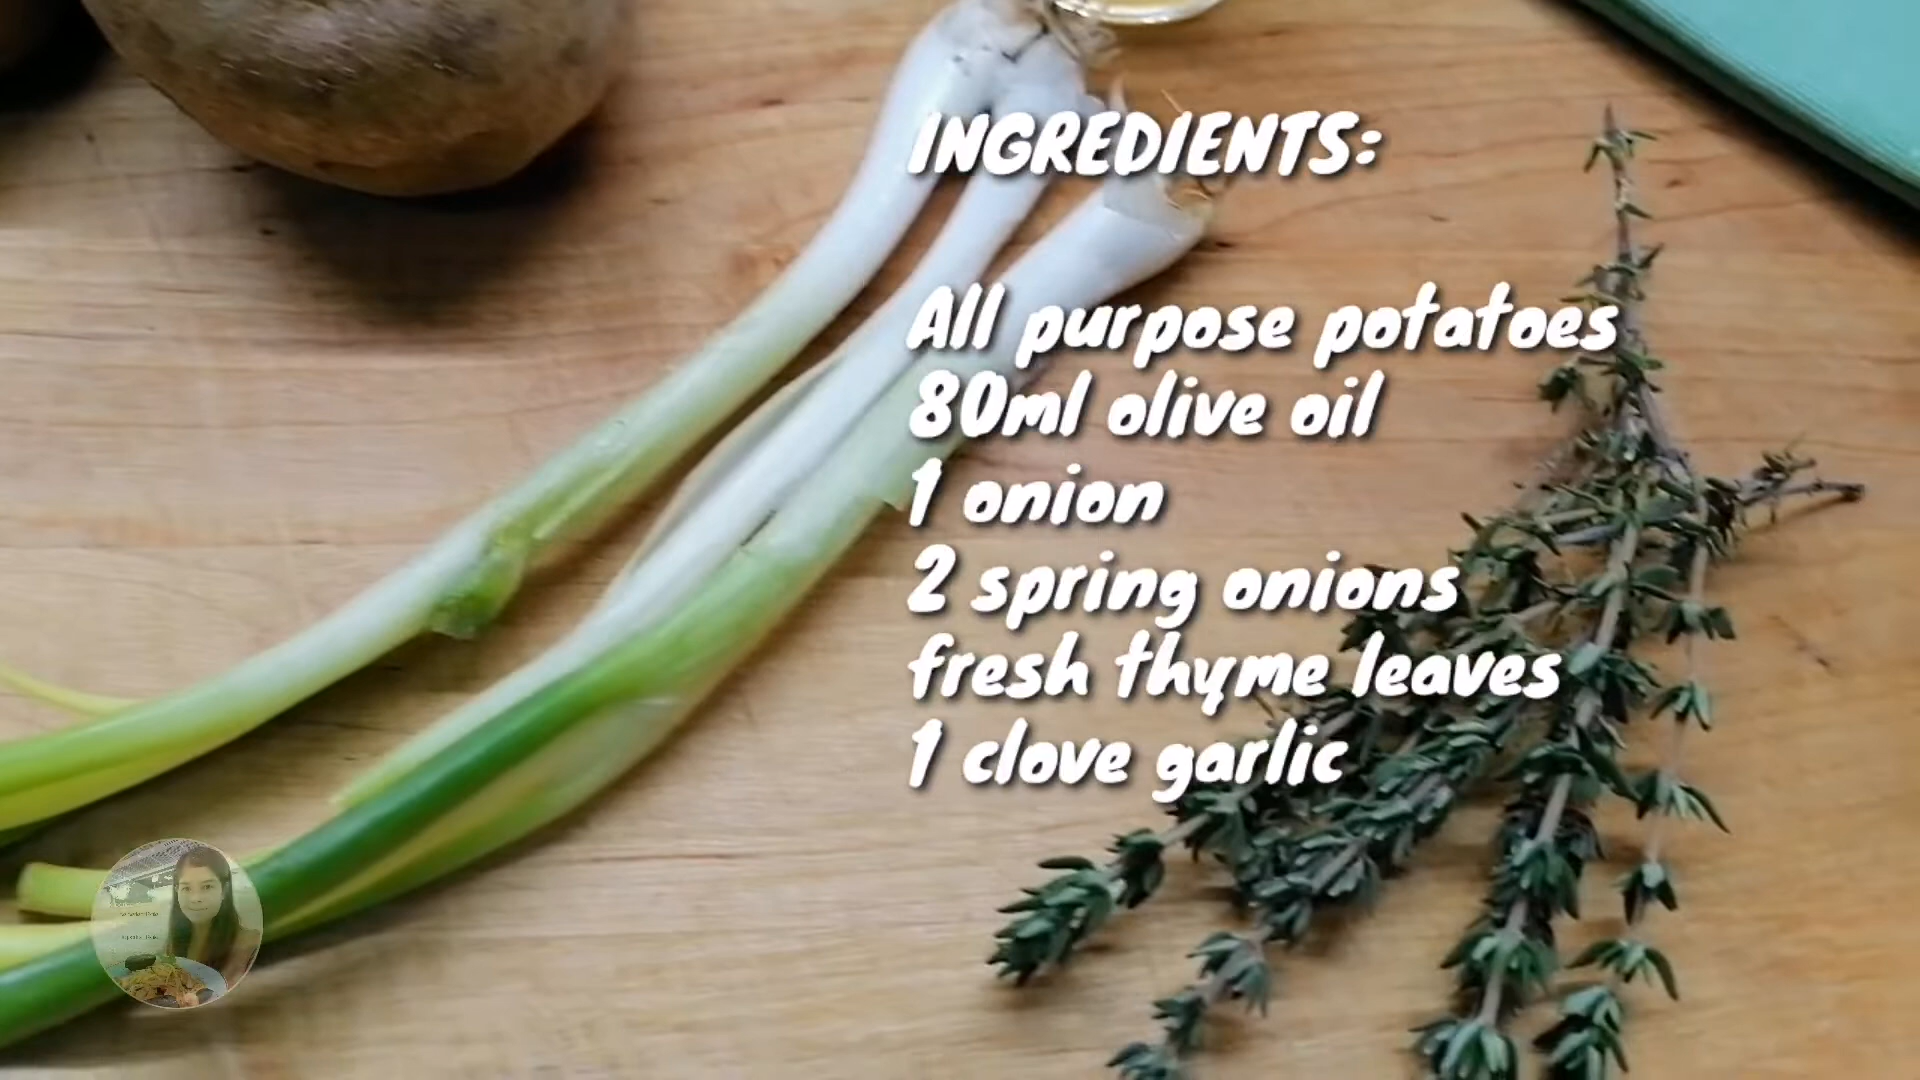 INGREDIENTS:
All purpose potatoes
80ml olive oil
1 onion
2 spring onions
fresh thyme leaves
1 clove garlic